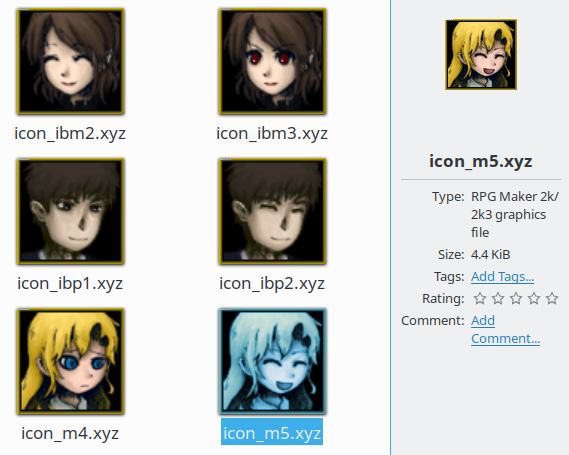 icon_ibm2.xyz
icon_ibm3.xyz
icon_ibp1.xyz
icon_ibp2.xyz
icon_m4.xyz
icon_m5.xyz
icon_m5.xyz
Type: RPG Maker 2k/
2k3 graphics
file
Size: 4.4 KiB
Tags: Add Tags...
Rating:
Comment: Add
Comment...